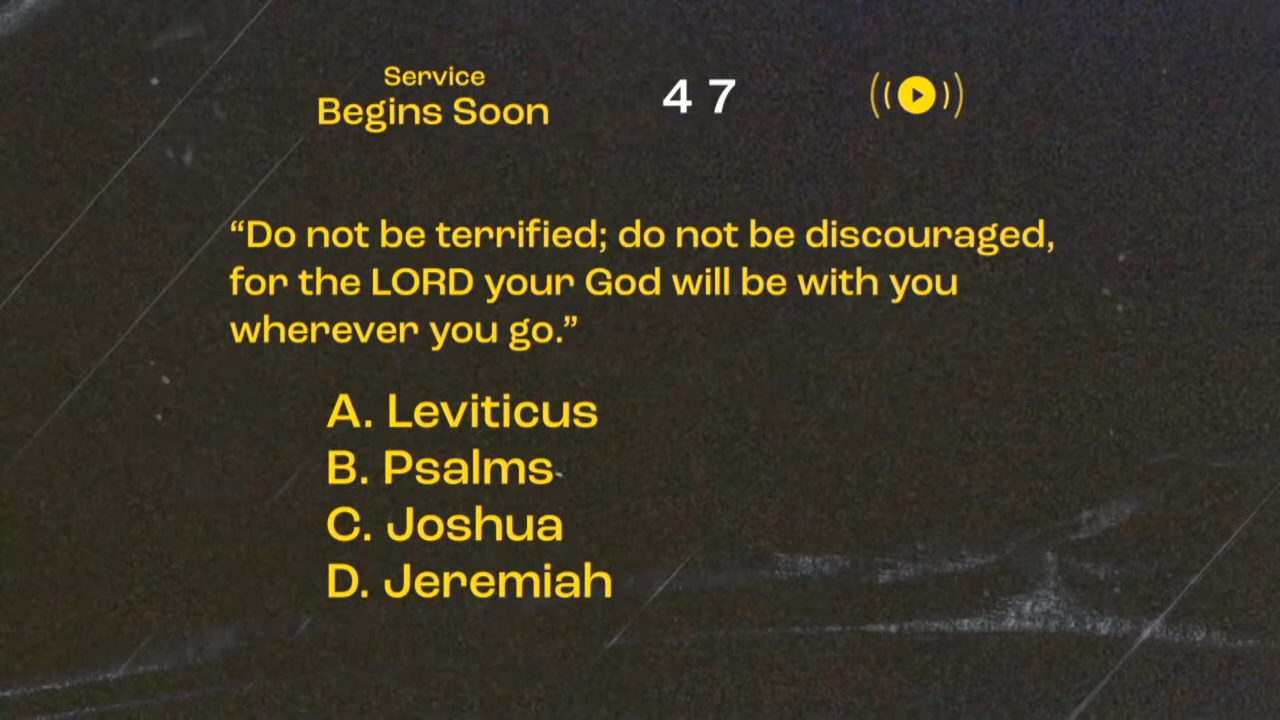 Service
Begins Soon
4 7
“Do not be terrified; do not be discouraged,
for the LORD your God will be with you
wherever you go.”
A. Leviticus
B. Psalms
C. Joshua
D. Jeremiah